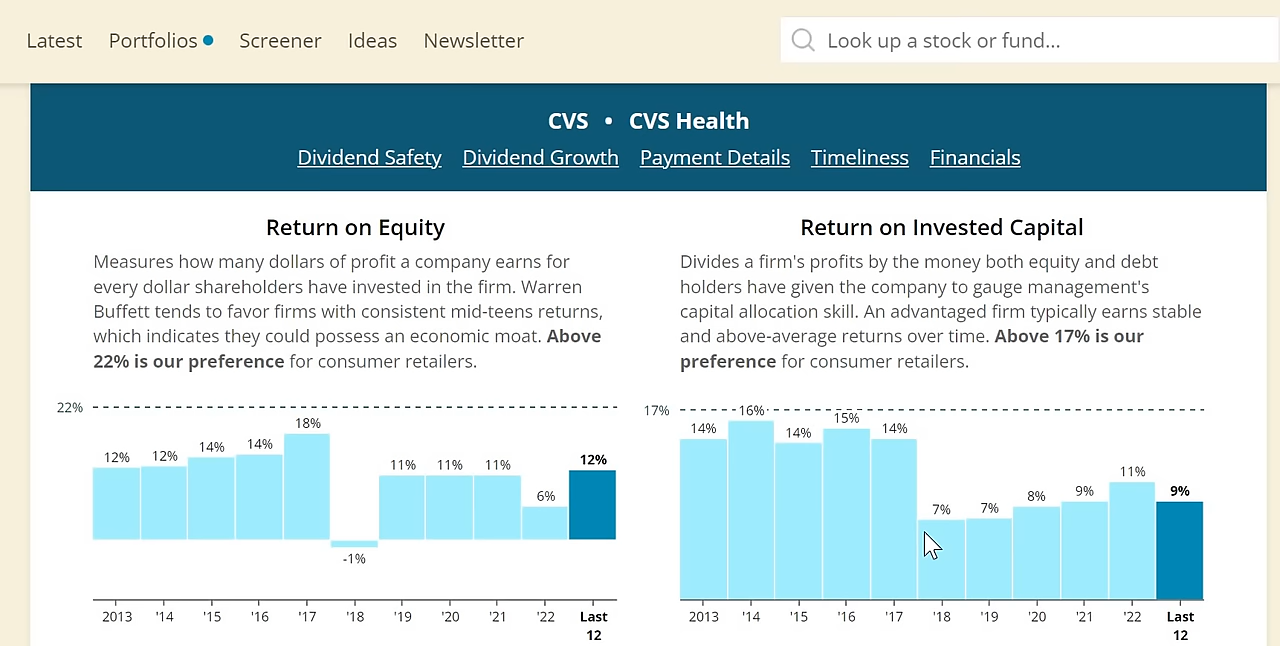 Latest Portfolios Screener Ideas Newsletter
Look up a stock or fund...
CVS • CVS Health
Dividend Safety Dividend Growth Payment Details Timeliness Financials
Return on Equity
Measures how many dollars of profit a company earns for
every dollar shareholders have invested in the firm. Warren
Buffett tends to favor firms with consistent mid-teens returns,
which indicates they could possess an economic moat. Above
22% is our preference for consumer retailers.
22%
12% 12% 14% 14% 18% -1% 11% 11% 11% 6% 12%
2013 '14 '15 '16 '17 '18 '19 '20 '21 '22 Last
12
Return on Invested Capital
Divides a firm's profits by the money both equity and debt
holders have given the company to gauge management's
capital allocation skill. An advantaged firm typically earns stable
and above-average returns over time. Above 17% is our
preference for consumer retailers.
17%
14% 16% 14% 15% 14% 7% 7% 8% 9% 11% 9%
2013 '14 '15 '16 '17 '18 '19 '20 '21 '22 Last
12